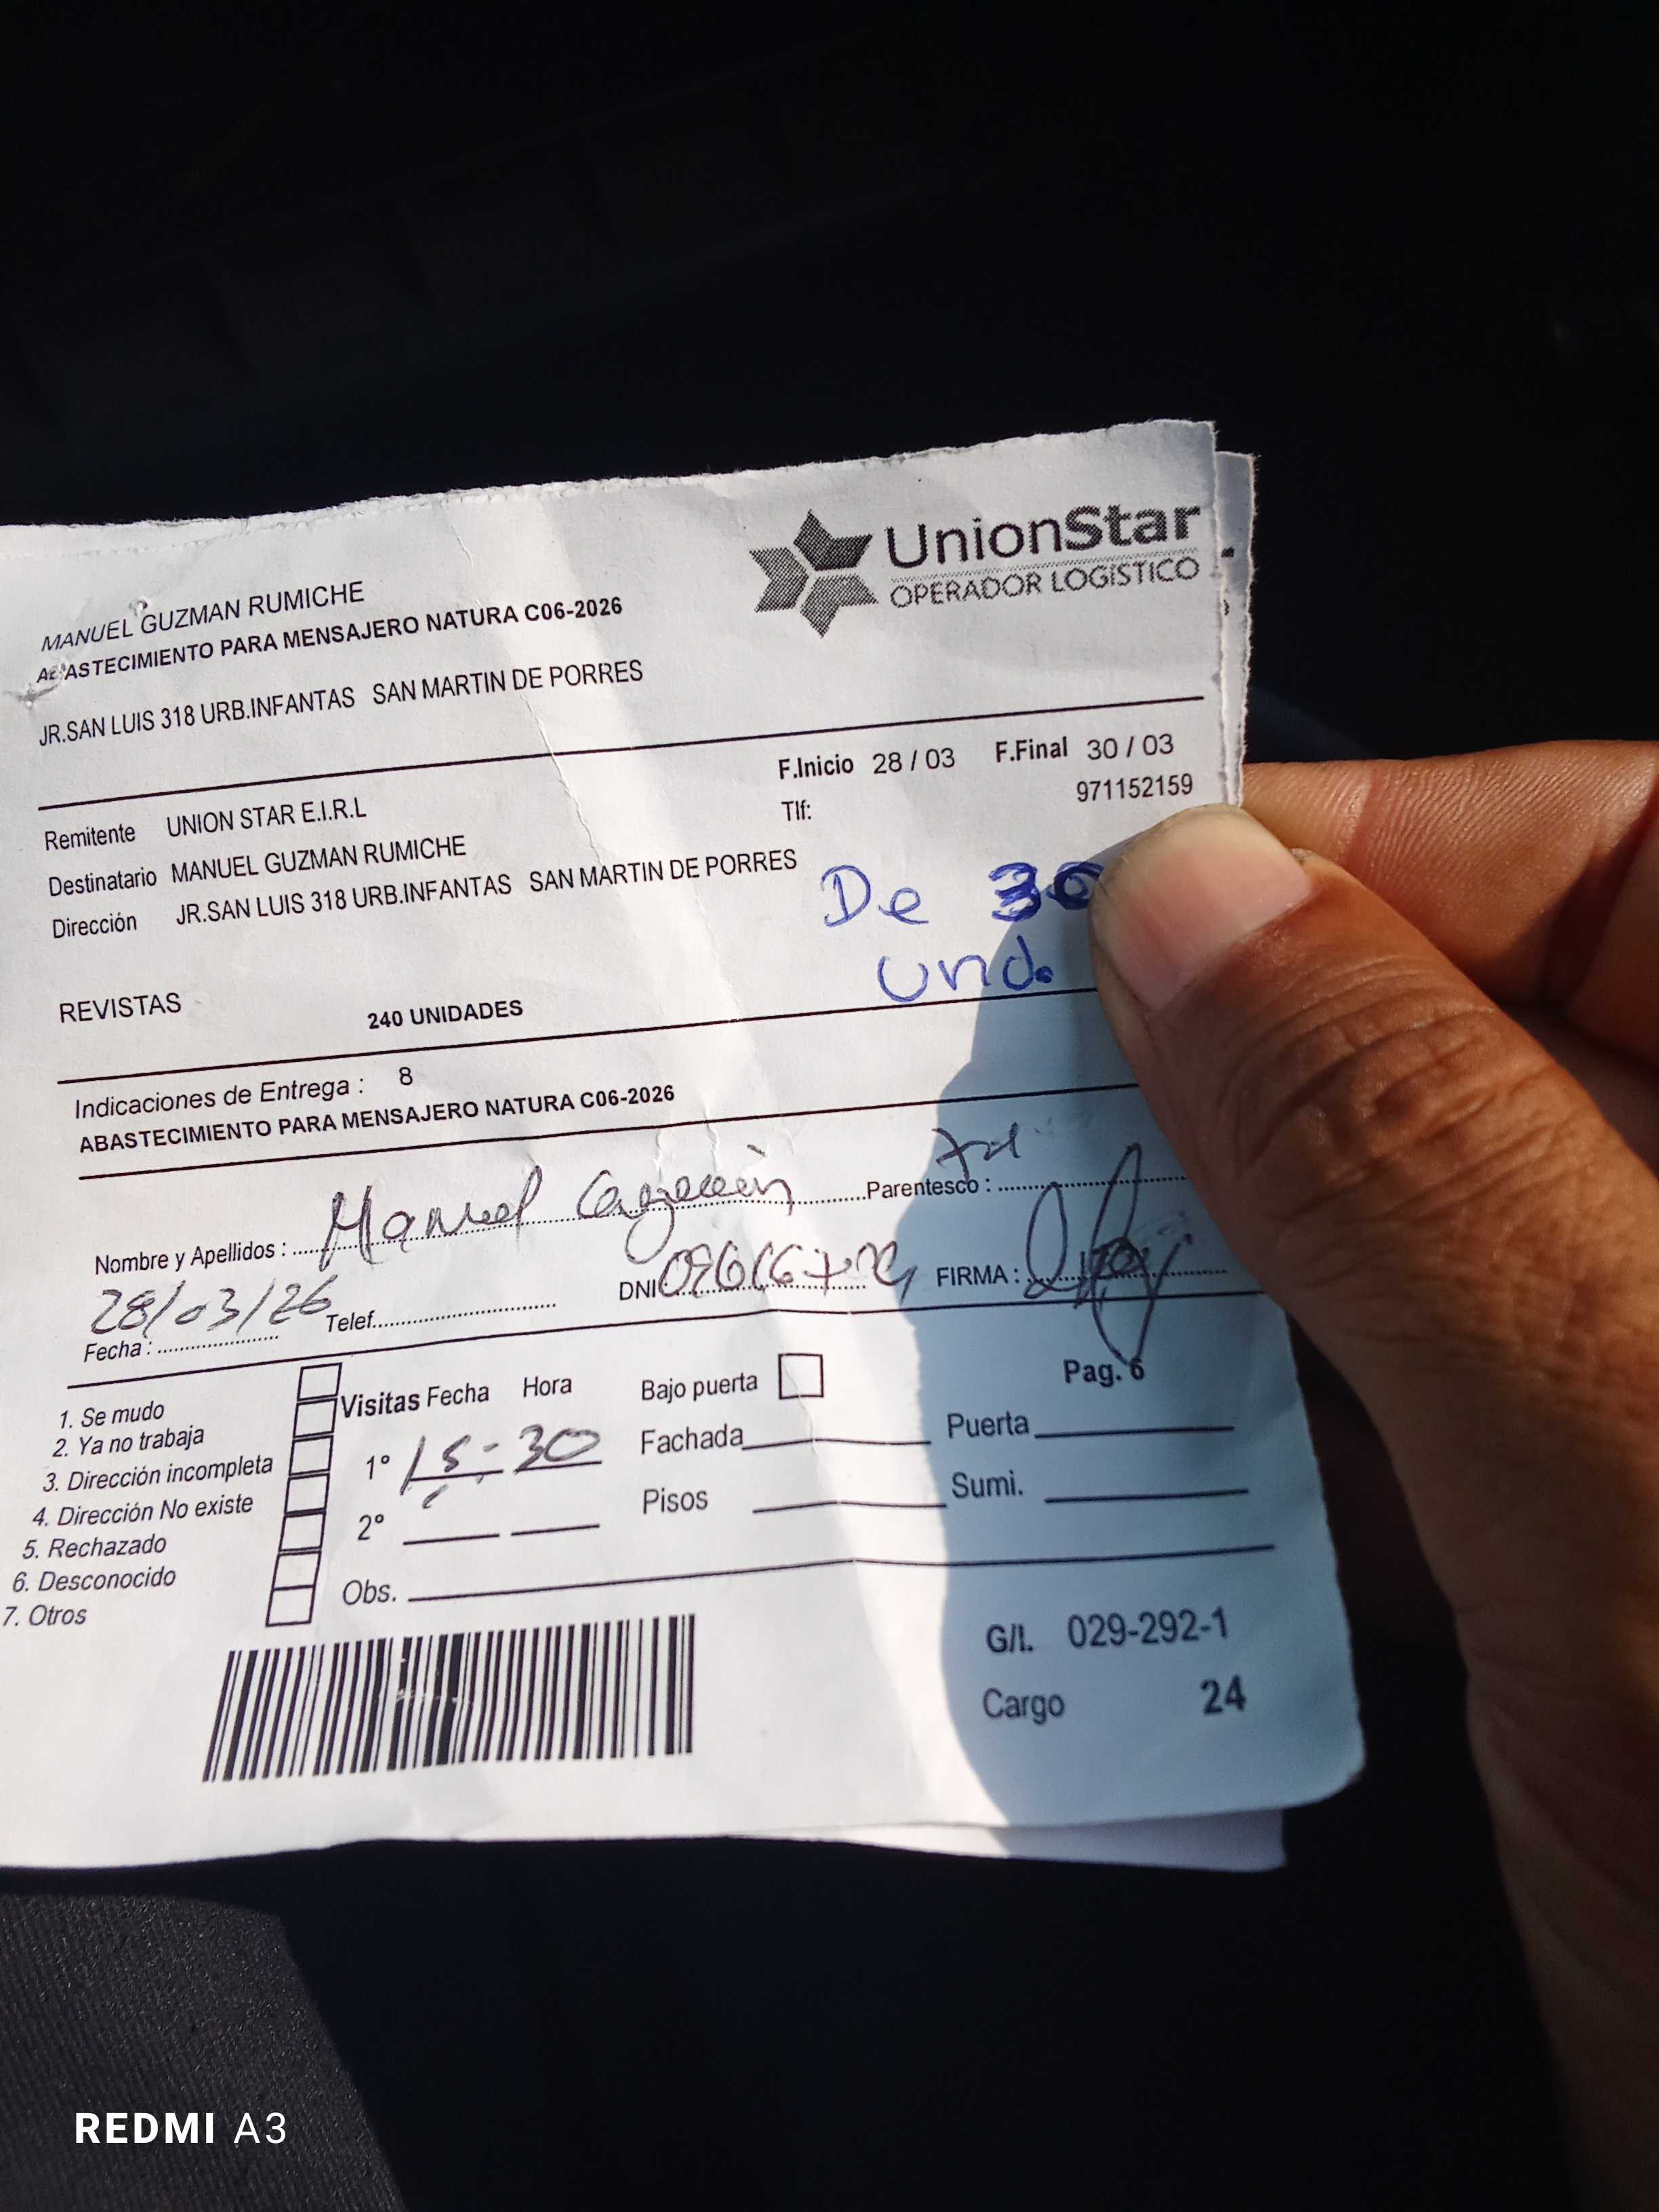 UnionStar
OPERADOR LOGÍSTICO
MANUEL GUZMAN RUMICHE
ABASTECIMIENTO PARA MENSAJERO NATURA C06-2026
JR.SAN LUIS 318 URB.INFANTAS SAN MARTIN DE PORRES
F.Inicio 28 / 03 F.Final 30 / 03
Remitente UNION STAR E.I.R.L Tlf: 971152159
Destinatario MANUEL GUZMAN RUMICHE
Dirección JR.SAN LUIS 318 URB.INFANTAS SAN MARTIN DE PORRES
De 30
und.
REVISTAS 240 UNIDADES
Indicaciones de Entrega : 8
ABASTECIMIENTO PARA MENSAJERO NATURA C06-2026
Nombre y Apellidos : Manuel Parentesco :
Fecha : 28/03/26 Telef. DNI: FIRMA :
Pag. 6
1. Se mudo
2. Ya no trabaja
3. Dirección incompleta
4. Dirección No existe
5. Rechazado
6. Desconocido
7. Otros
Visitas Fecha Hora
1° 15:30
2°
Obs.
Bajo puerta
Fachada Puerta
Pisos Sumi.
G/I. 029-292-1
Cargo 24
REDMI A3